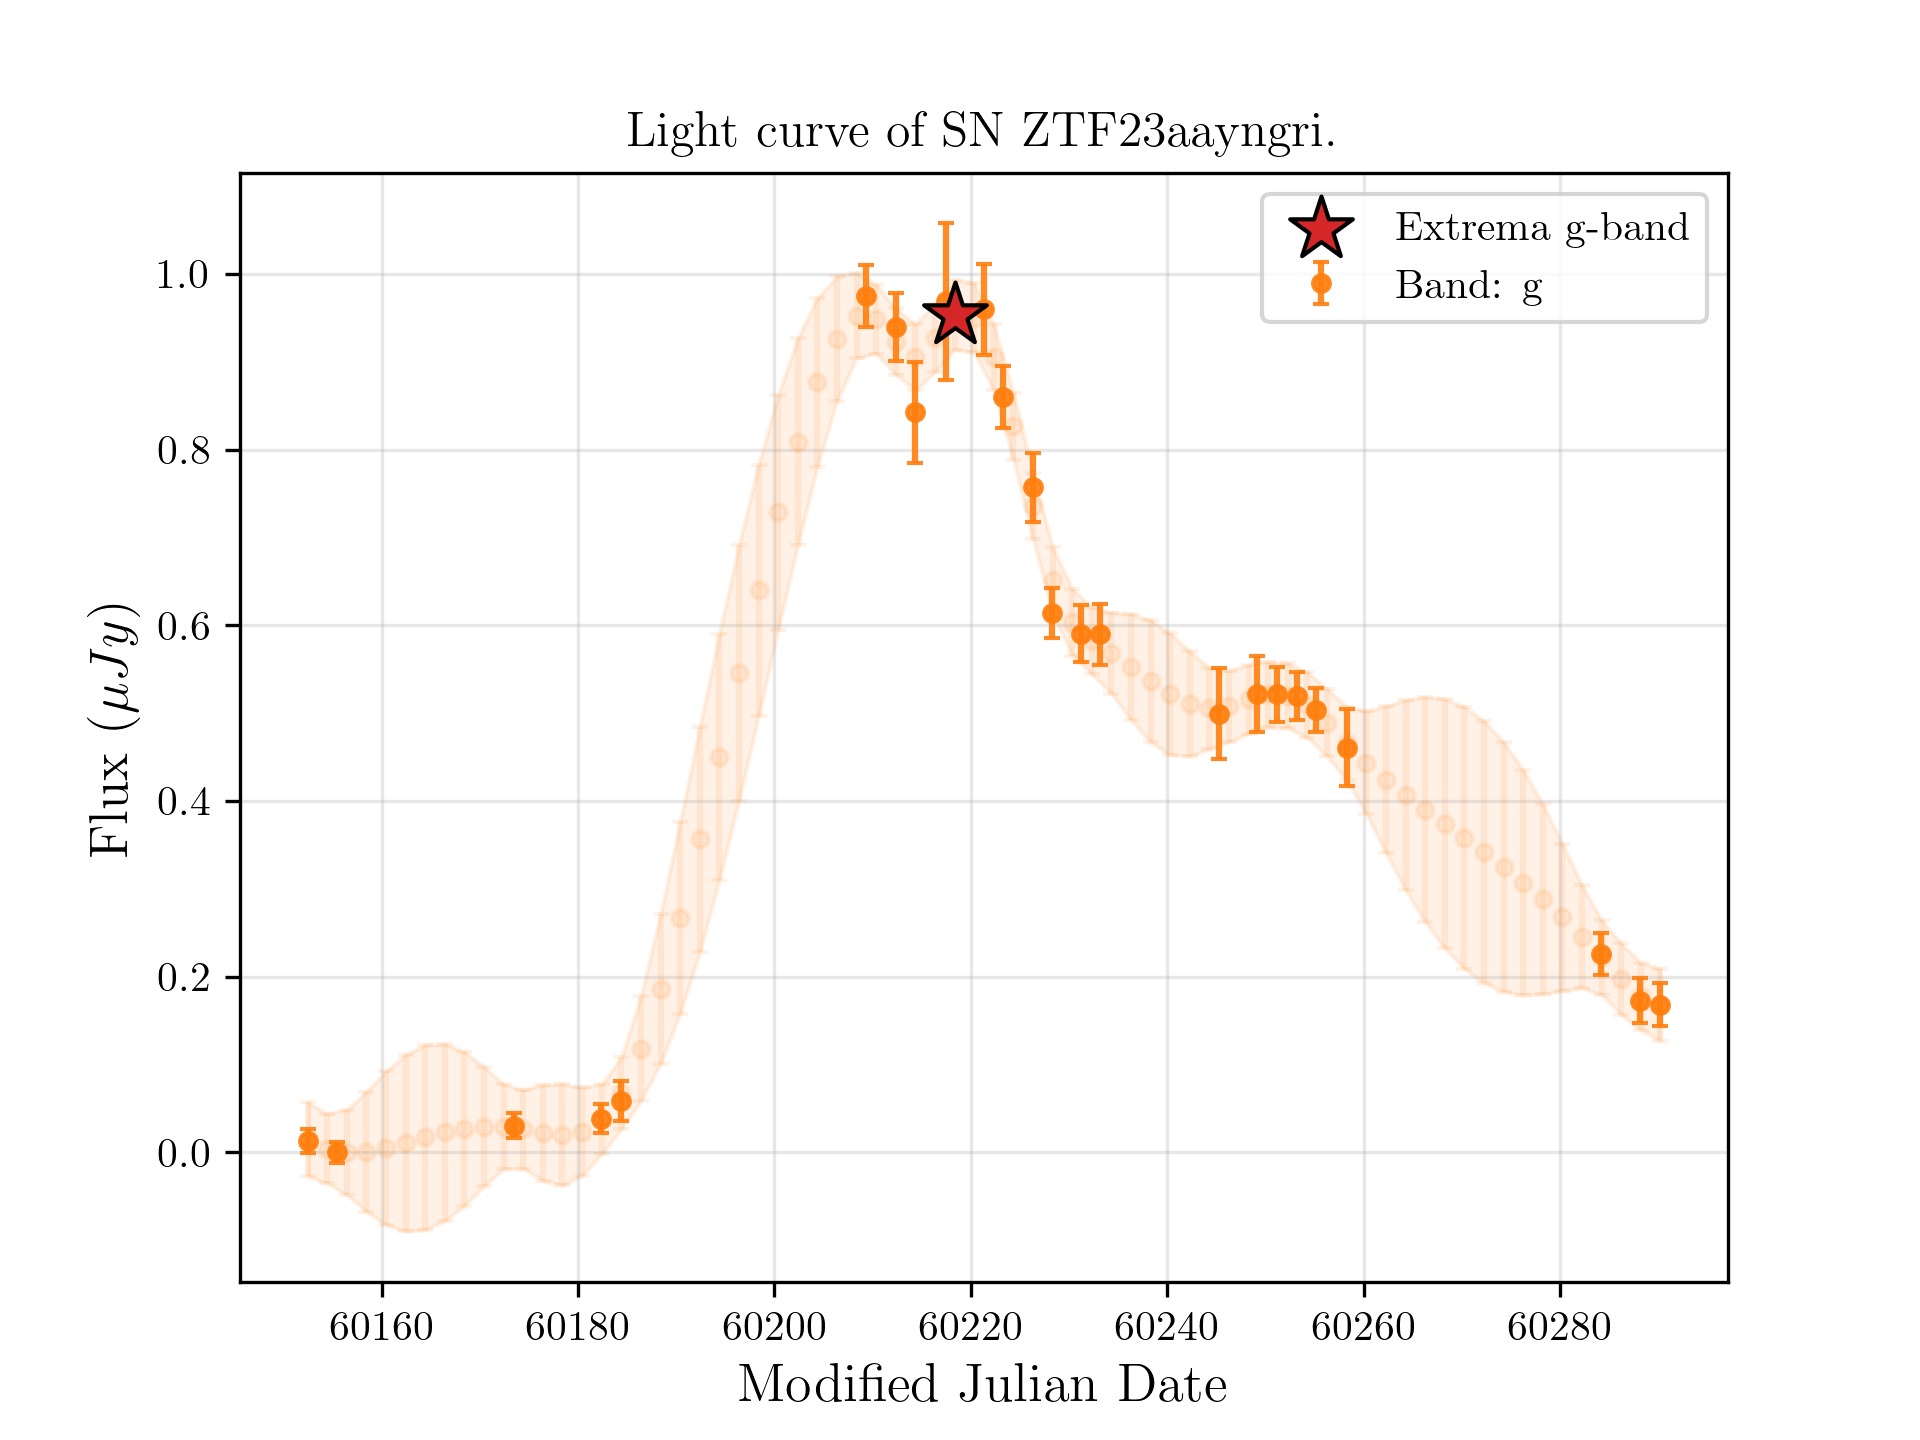 Light curve of SN ZTF23aayngri.
Extrema g-band
Band: g
Flux (μJy)
1.0
0.8
0.6
0.4
0.2
0.0
60160 60180 60200 60220 60240 60260 60280
Modified Julian Date